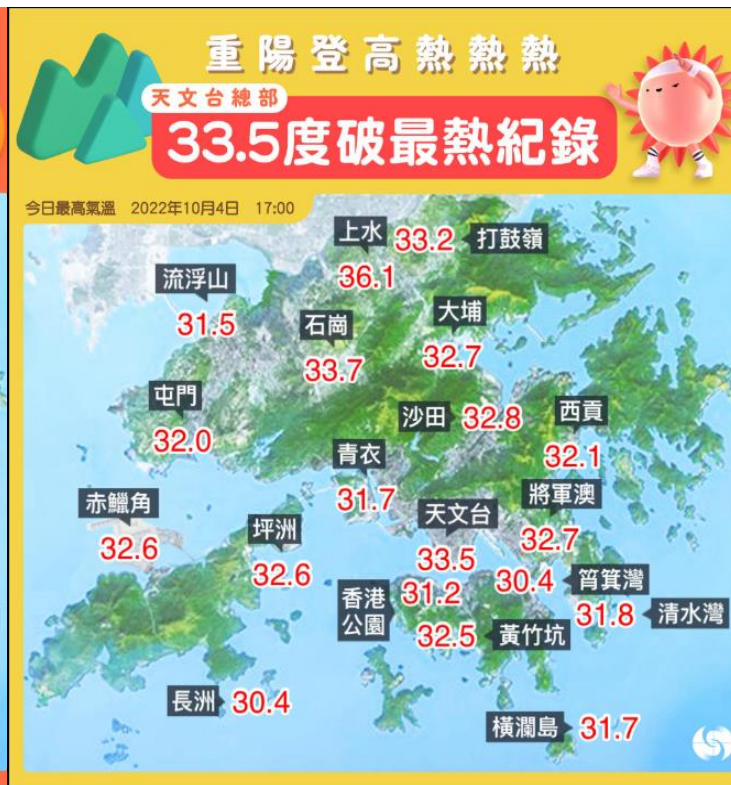 重陽登高熱熱熱
天文台總部
33.5度破最熱紀錄
今日最高氣溫 2022年10月4日 17:00
上水 33.2 打鼓嶺
36.1
流浮山
31.5
石崗
33.7
大埔
32.7
屯門
32.0
沙田 32.8
西貢
32.1
青衣
31.7
赤鱲角
32.6
坪洲
32.6
天文台
33.5
將軍澳
32.7
30.4 筲箕灣
香港公園 31.2
31.8 清水灣
32.5 黃竹坑
長洲 30.4
橫瀾島 31.7